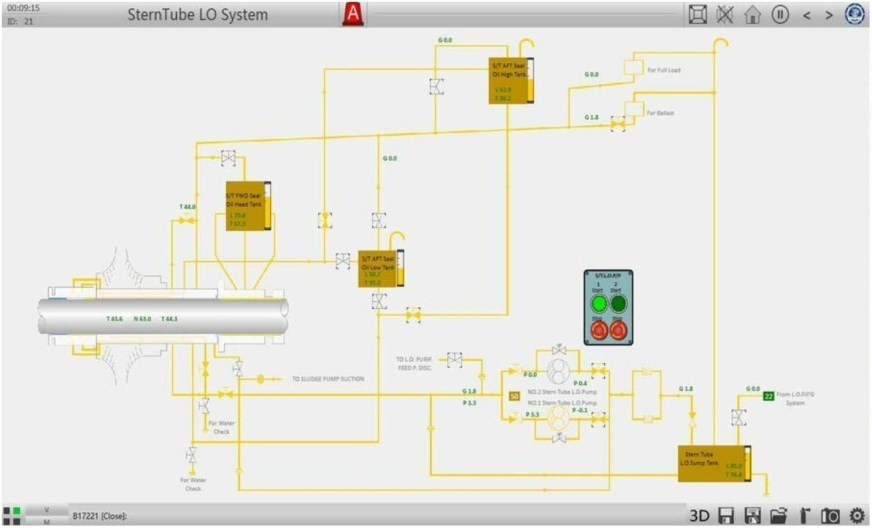 00:09:15
ID: 21
SternTube LO System
A
G 0.0
S/T AFT Seal
Oil High Tank
For Full Load
G 0.0
For Ballast
G 1.8
G 0.0
S/T FWD Seal
Oil Head Tank
T 44.0
S/T AFT Seal
Oil Low Tank
S/T L.O. P/P
1 2
Start Start
Stop Stop
T 43.6 N 63.0 T 44.3
TO L.O. PURIF.
FEED P. DISC
TO SLUDGE PUMP SUCTION
P 0.0
P 0.4
NO.2 Stern Tube L.O.Pump
NO.1 Stern Tube L.O.Pump
50
G 1.8
P 3.3
P 3.3
P -0.1
G 1.8
G 0.0
22
From L.O.Fill'G
System
For Water
Check
For Water
Check
Stern Tube
L.O.Sump Tank
V
M
B17221 [Close]:
3D